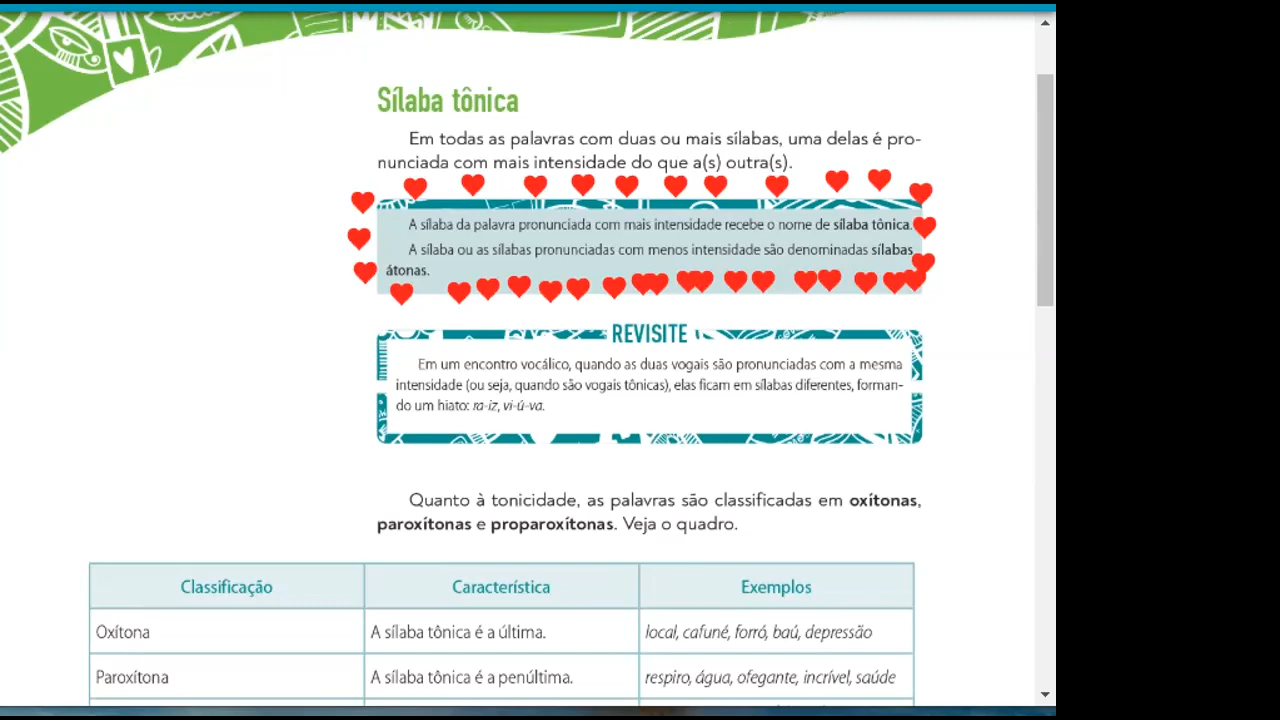 Sílaba tônica
Em todas as palavras com duas ou mais sílabas, uma delas é pro-
nunciada com mais intensidade do que a(s) outra(s).
A sílaba da palavra pronunciada com mais intensidade recebe o nome de sílaba tônica.
A sílaba ou as sílabas pronunciadas com menos intensidade são denominadas sílabas
átonas.
REVISITE
Em um encontro vocálico, quando as duas vogais são pronunciadas com a mesma
intensidade (ou seja, quando são vogais tônicas), elas ficam em sílabas diferentes, forman-
do um hiato: ra-iz, vi-ú-va.
Quanto à tonicidade, as palavras são classificadas em oxítonas,
paroxítonas e proparoxítonas. Veja o quadro.
Classificação Característica Exemplos
Oxítona A sílaba tônica é a última. local, cafuné, forró, baú, depressão
Paroxítona A sílaba tônica é a penúltima. respiro, água, ofegante, incrível, saúde